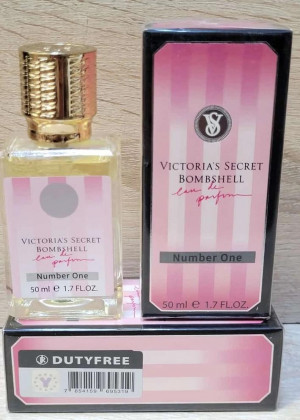 VS
VICTORIA'S SECRET
BOMBSHELL
eau de
parfum
Number One
50 ml ℮ 1.7 FL.OZ.
VICTORIA'S SECRET
BOMBSHELL
eau de
parfum
Number One
50 ml ℮ 1.7 FL.OZ.
DUTYFREE